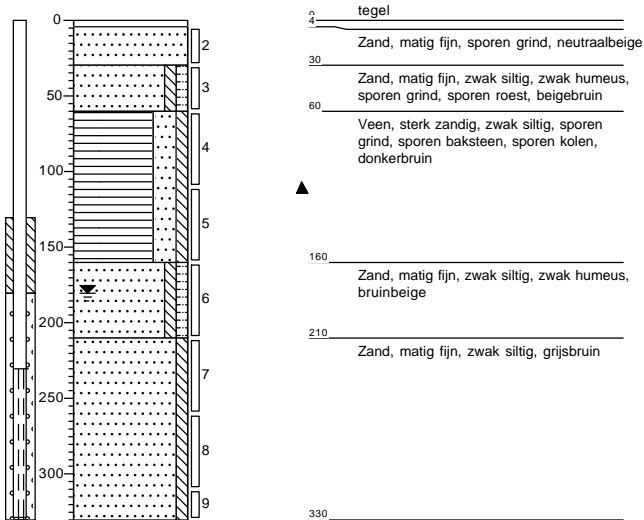 0
50
100
150
200
250
300
2
3
4
5
6
7
8
9
0
tegel
4
Zand, matig fijn, sporen grind, neutraalbeige
30
Zand, matig fijn, zwak siltig, zwak humeus,
sporen grind, sporen roest, beigebruin
60
Veen, sterk zandig, zwak siltig, sporen
grind, sporen baksteen, sporen kolen,
donkerbruin
160
Zand, matig fijn, zwak siltig, zwak humeus,
bruinbeige
210
Zand, matig fijn, zwak siltig, grijsbruin
330